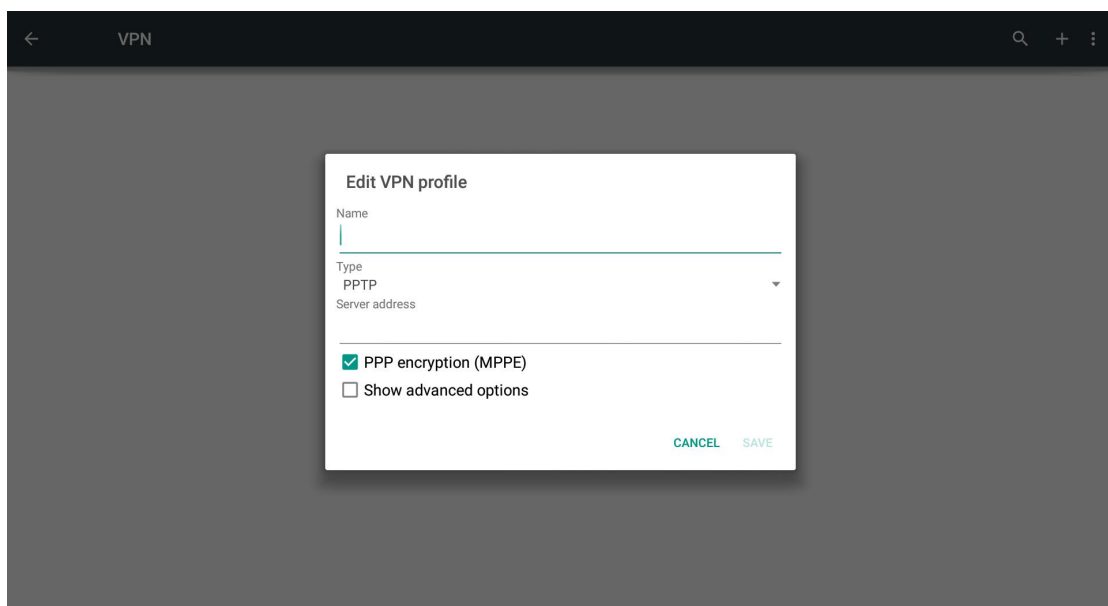 VPN
Edit VPN profile
Name
Type
PPTP
Server address
PPP encryption (MPPE)
Show advanced options
CANCEL SAVE